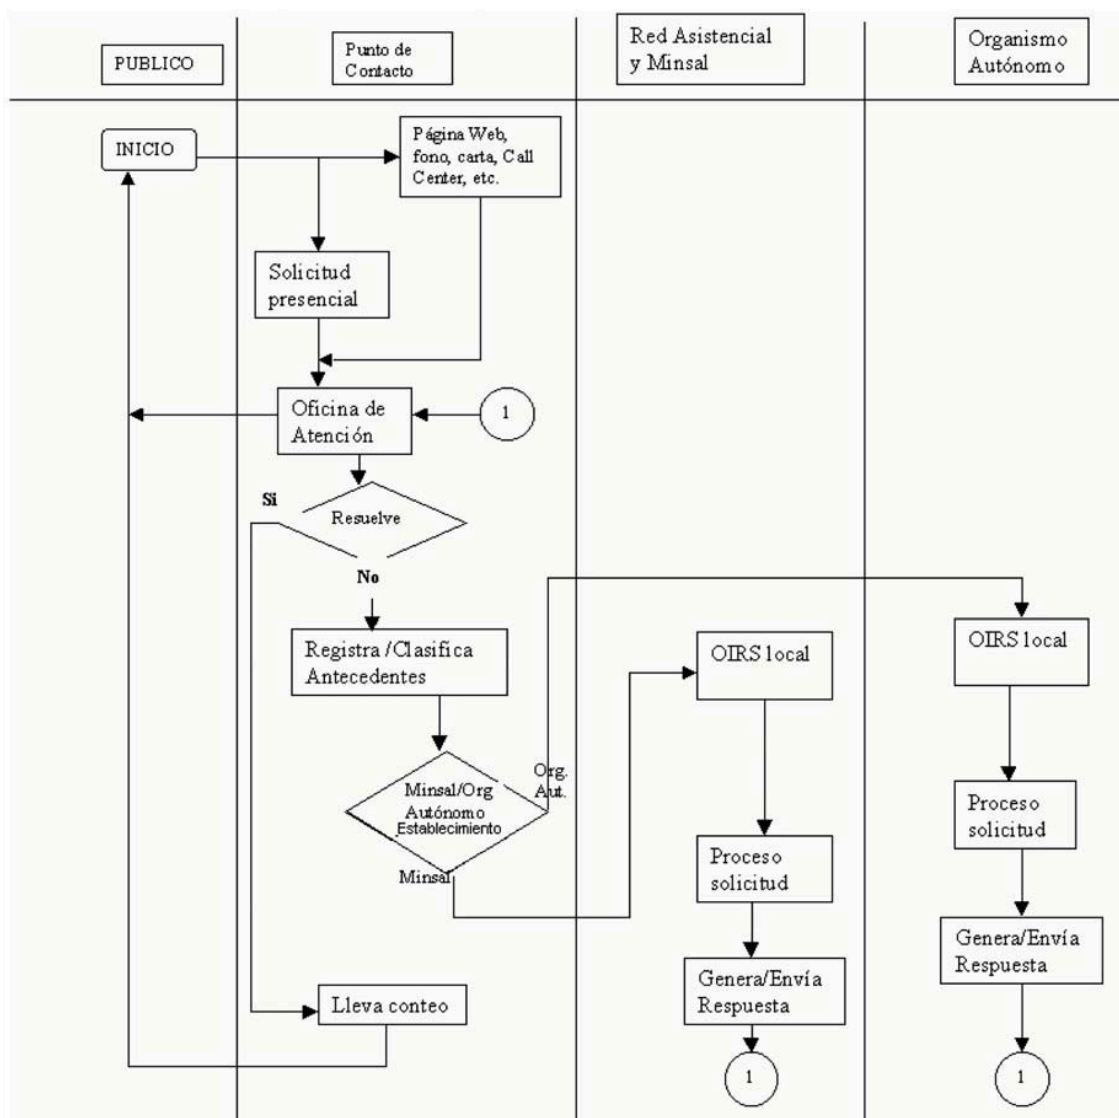 PUBLICO
Punto de
Contacto
Red Asistencial
y Minsal
Organismo
Autónomo
INICIO
Página Web,
fono, carta, Call
Center, etc.
Solicitud
presencial
Oficina de
Atención
1
Si
Resuelve
No
Registra /Clasifica
Antecedentes
OIRS local
OIRS local
Org.
Aut.
Minsal/Org
Autónomo
Establecimiento
Minsal
Proceso
solicitud
Proceso
solicitud
Genera/Envía
Respuesta
Genera/Envía
Respuesta
Lleva conteo
1
1